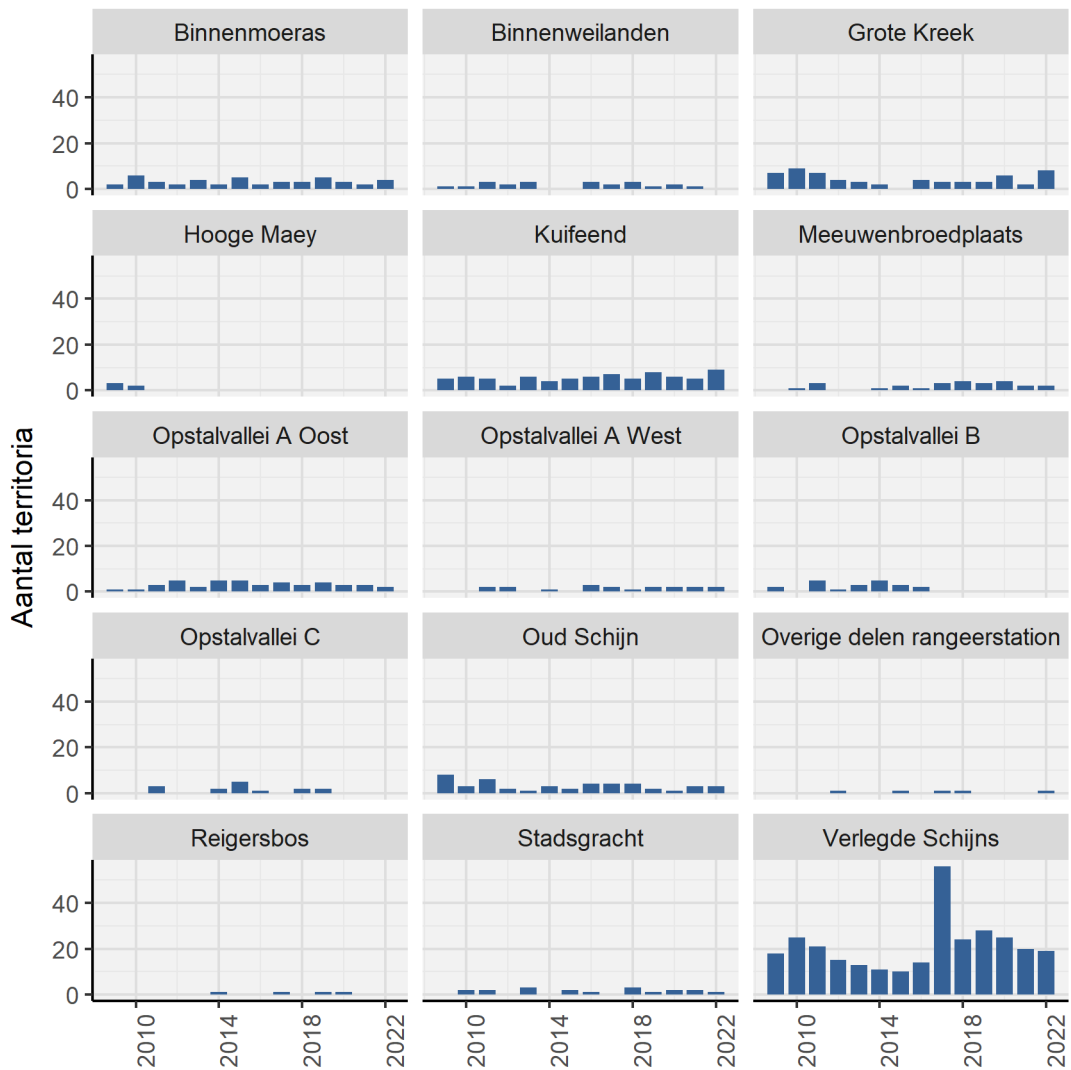 Binnenmoeras Binnenweilanden Grote Kreek
40
20
0
Hooge Maey Kuifeend Meeuwenbroedplaats
40
20
0
Opstalvallei A Oost Opstalvallei A West Opstalvallei B
40
20
0
Opstalvallei C Oud Schijn Overige delen rangeerstation
40
20
0
Reigersbos Stadsgracht Verlegde Schijns
40
20
0
2010 2014 2018 2022 2010 2014 2018 2022 2010 2014 2018 2022
Aantal territoria